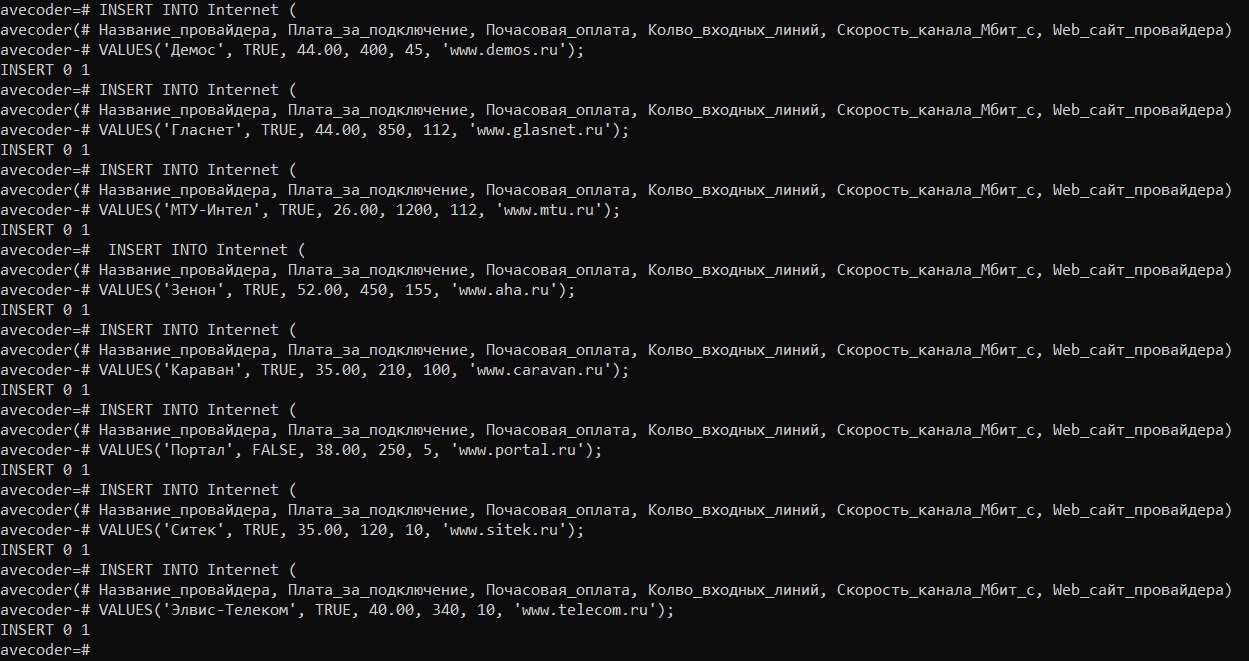 avecoder=# INSERT INTO Internet (
avecoder(# Название_провайдера, Плата_за_подключение, Почасовая_оплата, Колво_входных_линий, Скорость_канала_Мбит_с, Web_сайт_провайдера)
avecoder-# VALUES('Демос', TRUE, 44.00, 400, 45, 'www.demos.ru');
INSERT 0 1
avecoder=# INSERT INTO Internet (
avecoder(# Название_провайдера, Плата_за_подключение, Почасовая_оплата, Колво_входных_линий, Скорость_канала_Мбит_с, Web_сайт_провайдера)
avecoder-# VALUES('Гласнет', TRUE, 44.00, 850, 112, 'www.glasnet.ru');
INSERT 0 1
avecoder=# INSERT INTO Internet (
avecoder(# Название_провайдера, Плата_за_подключение, Почасовая_оплата, Колво_входных_линий, Скорость_канала_Мбит_с, Web_сайт_провайдера)
avecoder-# VALUES('МТУ-Интел', TRUE, 26.00, 1200, 112, 'www.mtu.ru');
INSERT 0 1
avecoder=#  INSERT INTO Internet (
avecoder(# Название_провайдера, Плата_за_подключение, Почасовая_оплата, Колво_входных_линий, Скорость_канала_Мбит_с, Web_сайт_провайдера)
avecoder-# VALUES('Зенон', TRUE, 52.00, 450, 155, 'www.aha.ru');
INSERT 0 1
avecoder=# INSERT INTO Internet (
avecoder(# Название_провайдера, Плата_за_подключение, Почасовая_оплата, Колво_входных_линий, Скорость_канала_Мбит_с, Web_сайт_провайдера)
avecoder-# VALUES('Караван', TRUE, 35.00, 210, 100, 'www.caravan.ru');
INSERT 0 1
avecoder=# INSERT INTO Internet (
avecoder(# Название_провайдера, Плата_за_подключение, Почасовая_оплата, Колво_входных_линий, Скорость_канала_Мбит_с, Web_сайт_провайдера)
avecoder-# VALUES('Портал', FALSE, 38.00, 250, 5, 'www.portal.ru');
INSERT 0 1
avecoder=# INSERT INTO Internet (
avecoder(# Название_провайдера, Плата_за_подключение, Почасовая_оплата, Колво_входных_линий, Скорость_канала_Мбит_с, Web_сайт_провайдера)
avecoder-# VALUES('Ситек', TRUE, 35.00, 120, 10, 'www.sitek.ru');
INSERT 0 1
avecoder=# INSERT INTO Internet (
avecoder(# Название_провайдера, Плата_за_подключение, Почасовая_оплата, Колво_входных_линий, Скорость_канала_Мбит_с, Web_сайт_провайдера)
avecoder-# VALUES('Элвис-Телеком', TRUE, 40.00, 340, 10, 'www.telecom.ru');
INSERT 0 1
avecoder=#